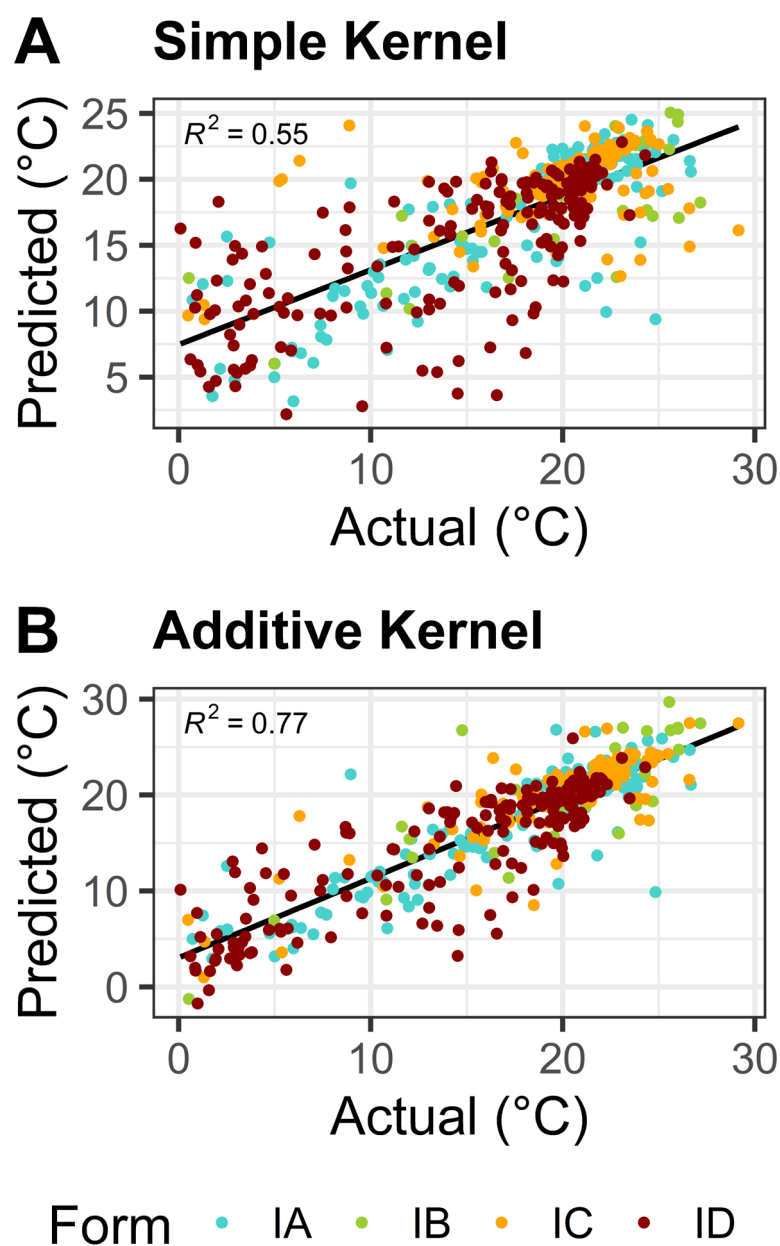 A Simple Kernel
R² = 0.55
Predicted (°C)
25
20
15
10
5
0 10 20 30
Actual (°C)
B Additive Kernel
R² = 0.77
Predicted (°C)
30
20
10
0
0 10 20 30
Actual (°C)
Form IA IB IC ID